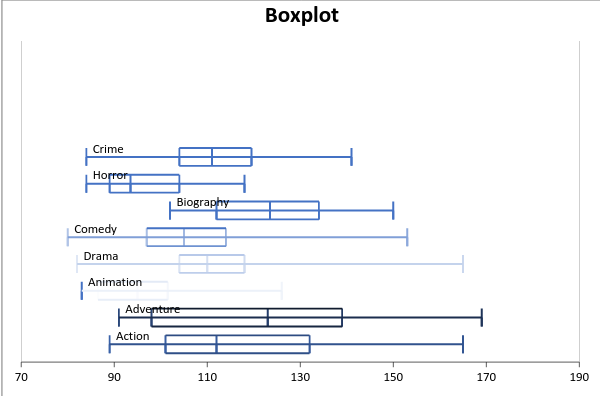 Boxplot
Crime
Horror
Biography
Comedy
Drama
Animation
Adventure
Action
70 90 110 130 150 170 190